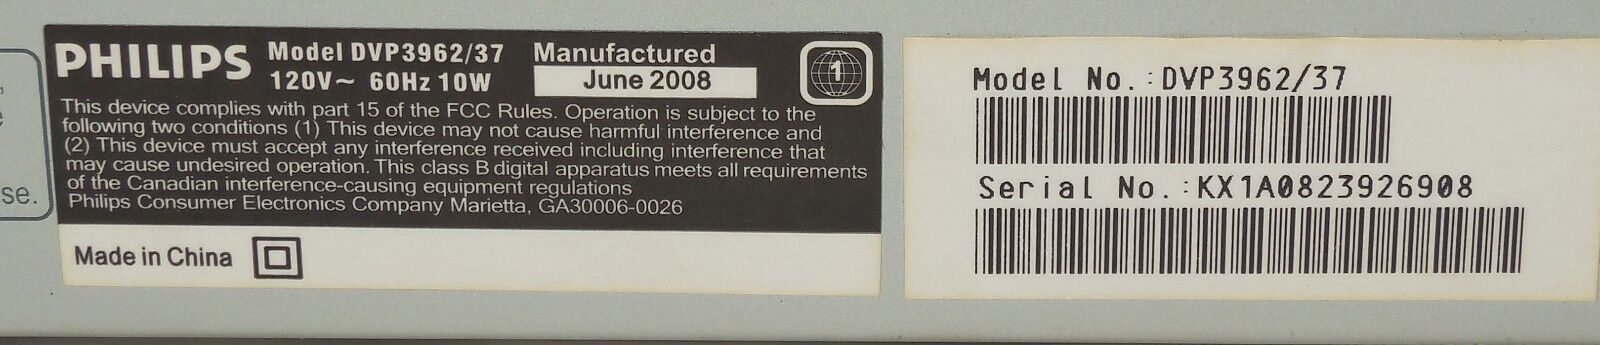 se.
PHILIPS
Model DVP3962/37
120V~ 60Hz 10W
Manufactured
June 2008
1
This device complies with part 15 of the FCC Rules. Operation is subject to the
following two conditions (1) This device may not cause harmful interference and
(2) This device must accept any interference received including interference that
may cause undesired operation. This class B digital apparatus meets all requirements
of the Canadian interference-causing equipment regulations
Philips Consumer Electronics Company Marietta, GA30006-0026
Made in China
Model No.:DVP3962/37
Serial No.:KX1A0823926908